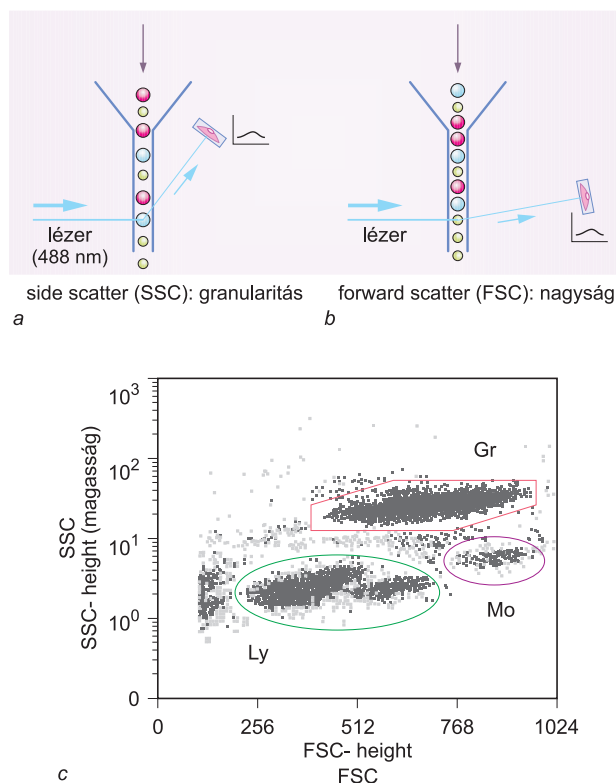 lézer
(488 nm)
side scatter (SSC): granularitás
a
lézer
forward scatter (FSC): nagyság
b
SSC
SSC- height (magasság)
10³
10²
10¹
10⁰
0
Gr
Mo
Ly
0 256 512 768 1024
FSC- height
FSC
c